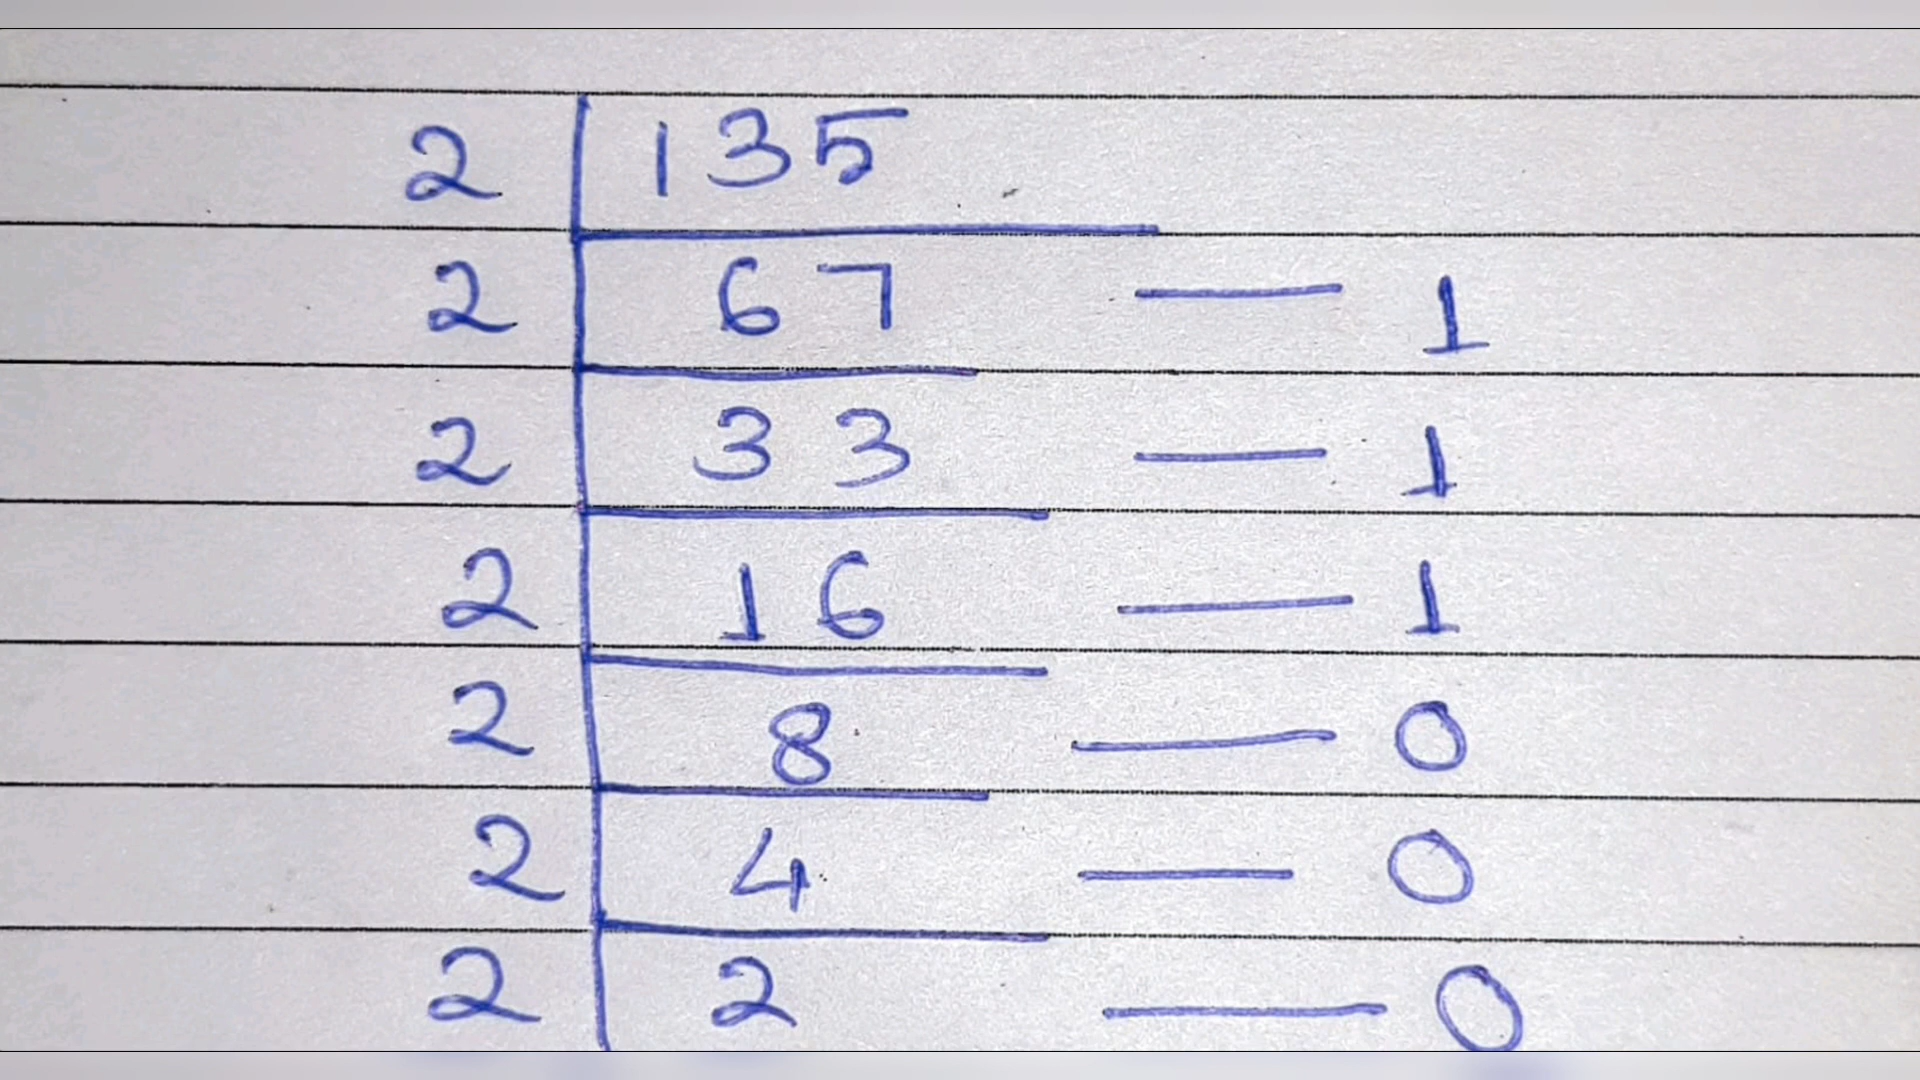 2 | 135
2 | 67 — 1
2 | 33 — 1
2 | 16 — 1
2 | 8 — 0
2 | 4 — 0
2 | 2 — 0